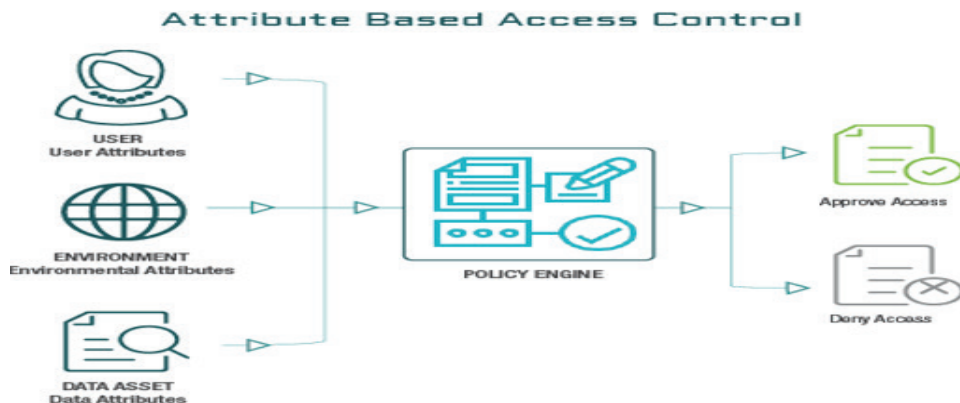 Attribute Based Access Control
USER
User Attributes
ENVIRONMENT
Environmental Attributes
DATA ASSET
Data Attributes
POLICY ENGINE
Approve Access
Deny Access